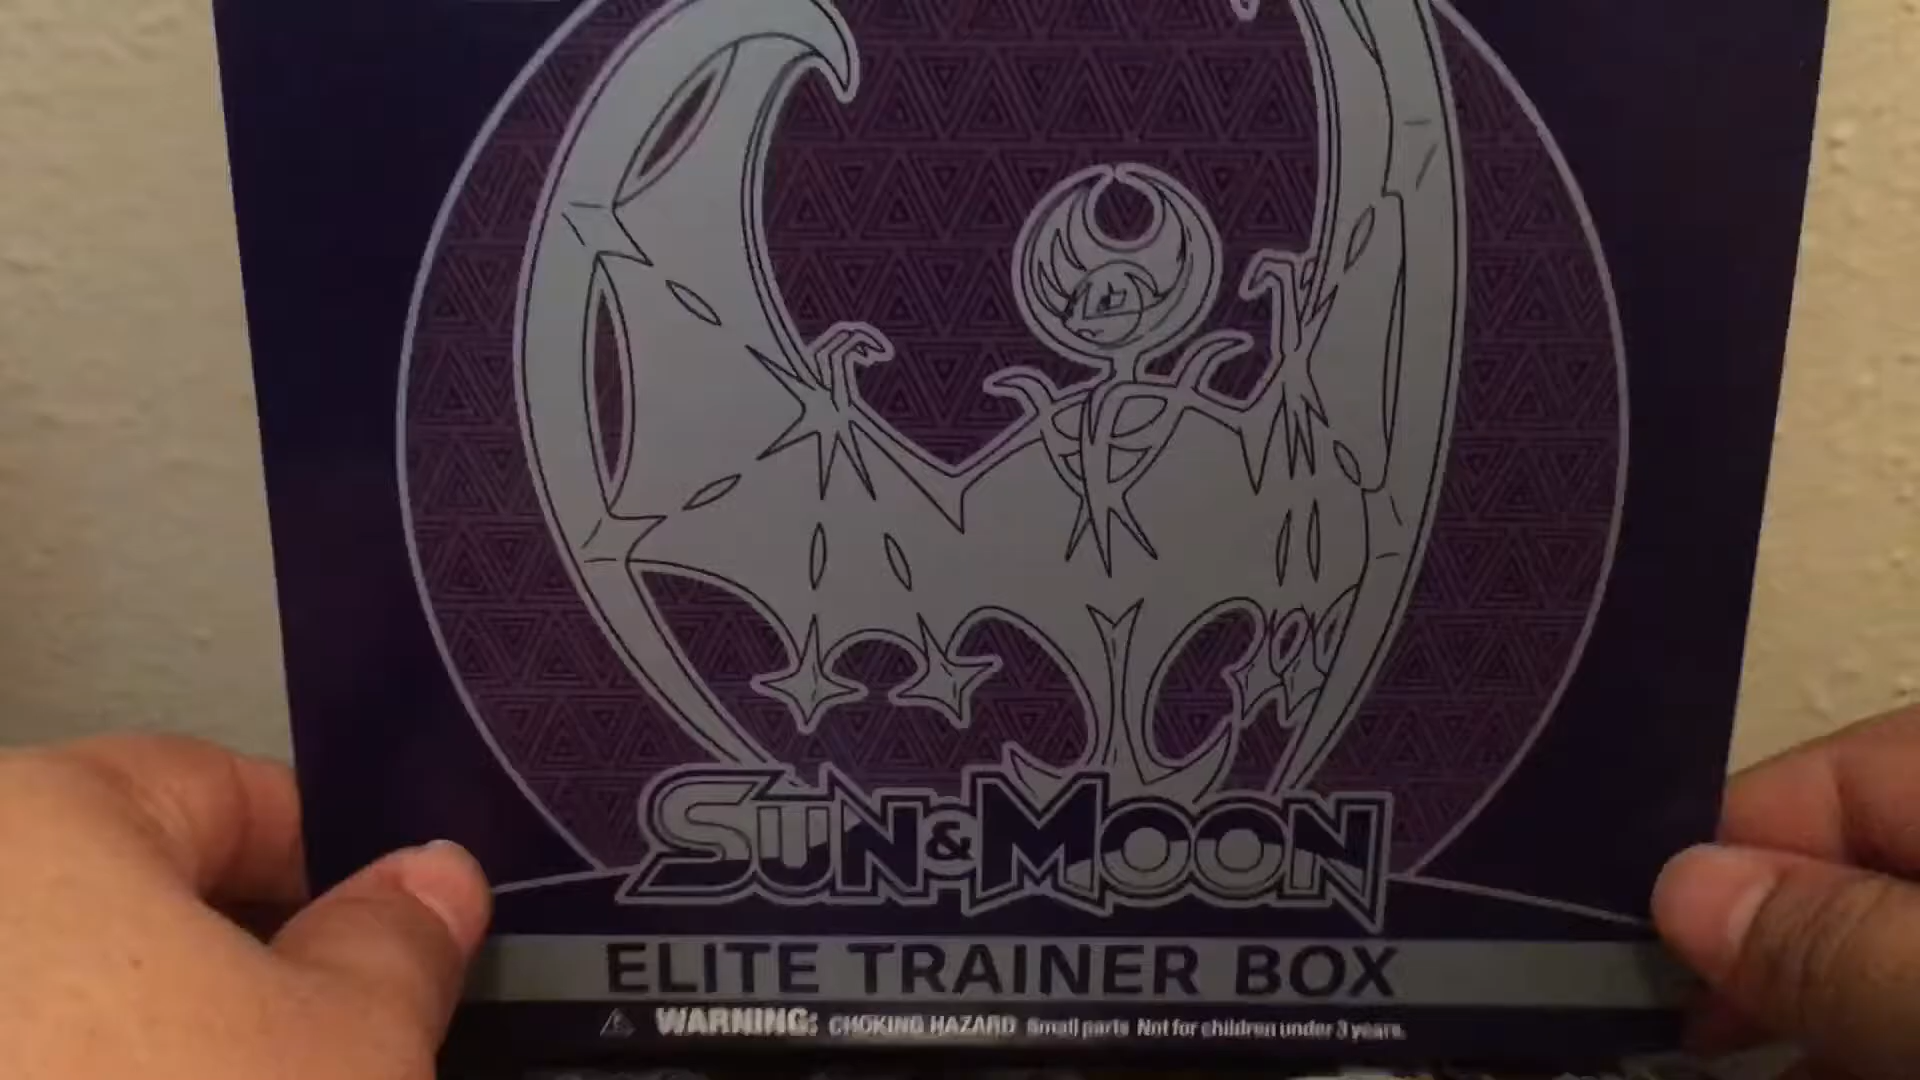 SUN & MOON
ELITE TRAINER BOX
WARNING: CHOKING HAZARD Small parts Not for children under 3 years.